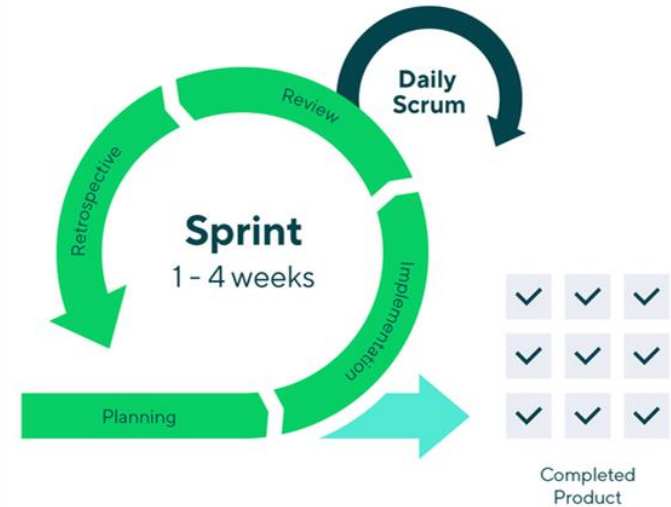 Daily
Scrum
Review
Retrospective
Sprint
1 - 4 weeks
Implementation
Planning
Completed
Product